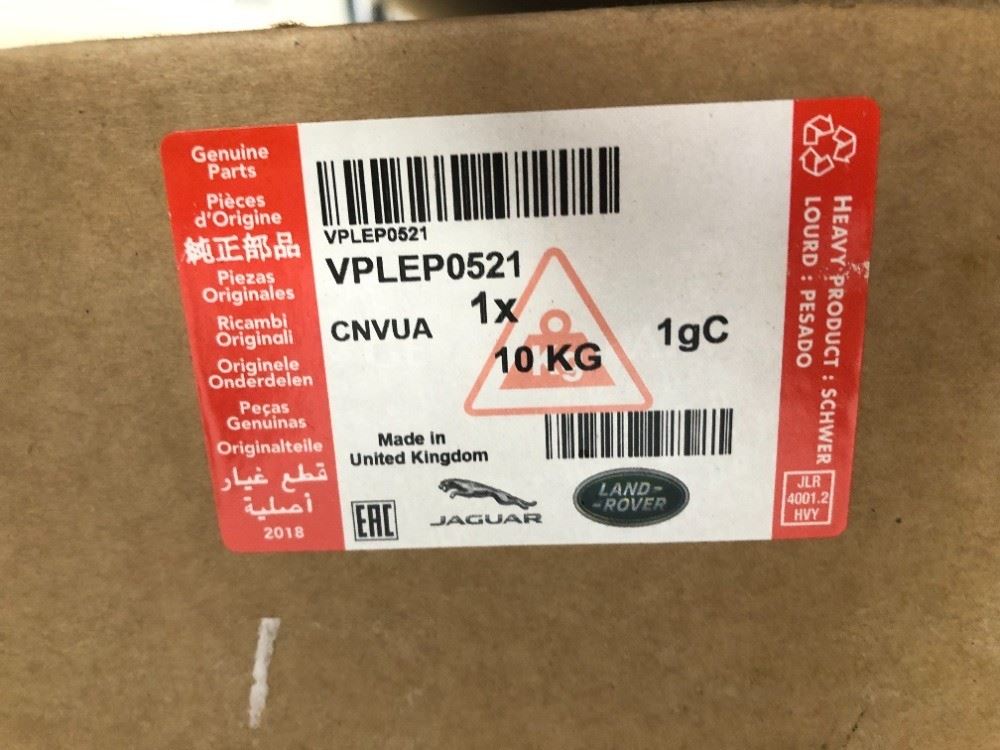 Genuine
Parts
Pièces
d'Origine
純正部品
Piezas
Originales
Ricambi
Originali
Originele
Onderdelen
Peças
Genuinas
Originalteile
قطع غيار
أصلية
2018
VPLEP0521
VPLEP0521
1x
CNVUA
10 KG
Kg
1gC
Made in
United Kingdom
EAC
JAGUAR
LAND-
-ROVER
HEAVY PRODUCT : SCHWER
LOURD : PESADO
JLR
4001.2
HVY